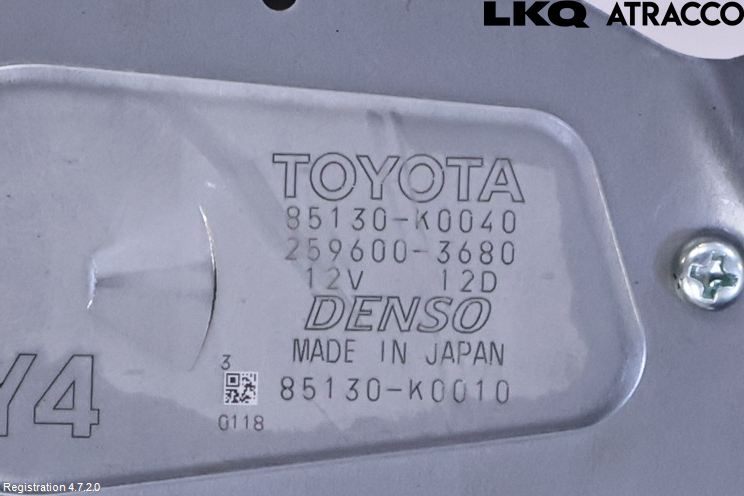 LKQ ATRACCO
TOYOTA
85130-K0040
259600-3680
12V 12D
DENSO
MADE IN JAPAN
3
85130-K0010
0118
Y4
Registration 4.7.2.0